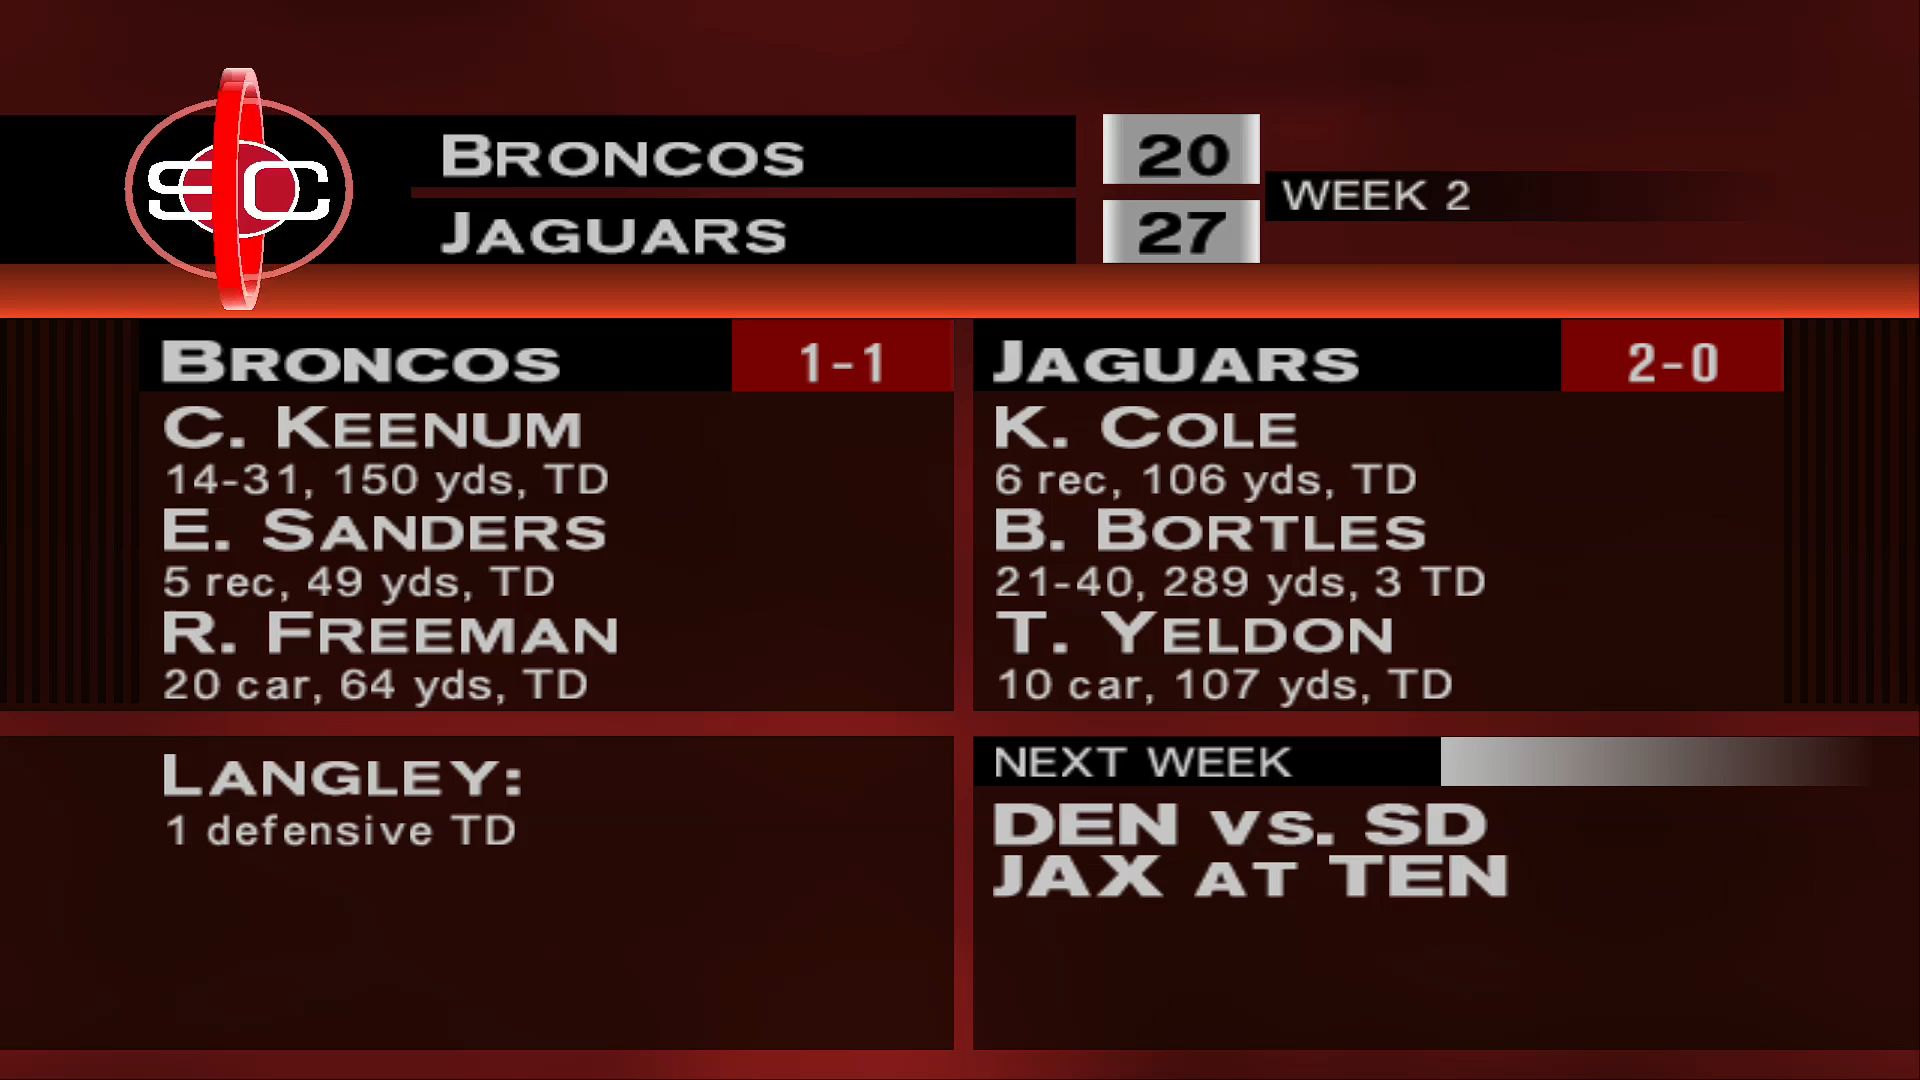 SC
BRONCOS 20
JAGUARS 27
WEEK 2
BRONCOS 1-1
C. KEENUM
14-31, 150 yds, TD
E. SANDERS
5 rec, 49 yds, TD
R. FREEMAN
20 car, 64 yds, TD
JAGUARS 2-0
K. COLE
6 rec, 106 yds, TD
B. BORTLES
21-40, 289 yds, 3 TD
T. YELDON
10 car, 107 yds, TD
LANGLEY:
1 defensive TD
NEXT WEEK
DEN VS. SD
JAX AT TEN